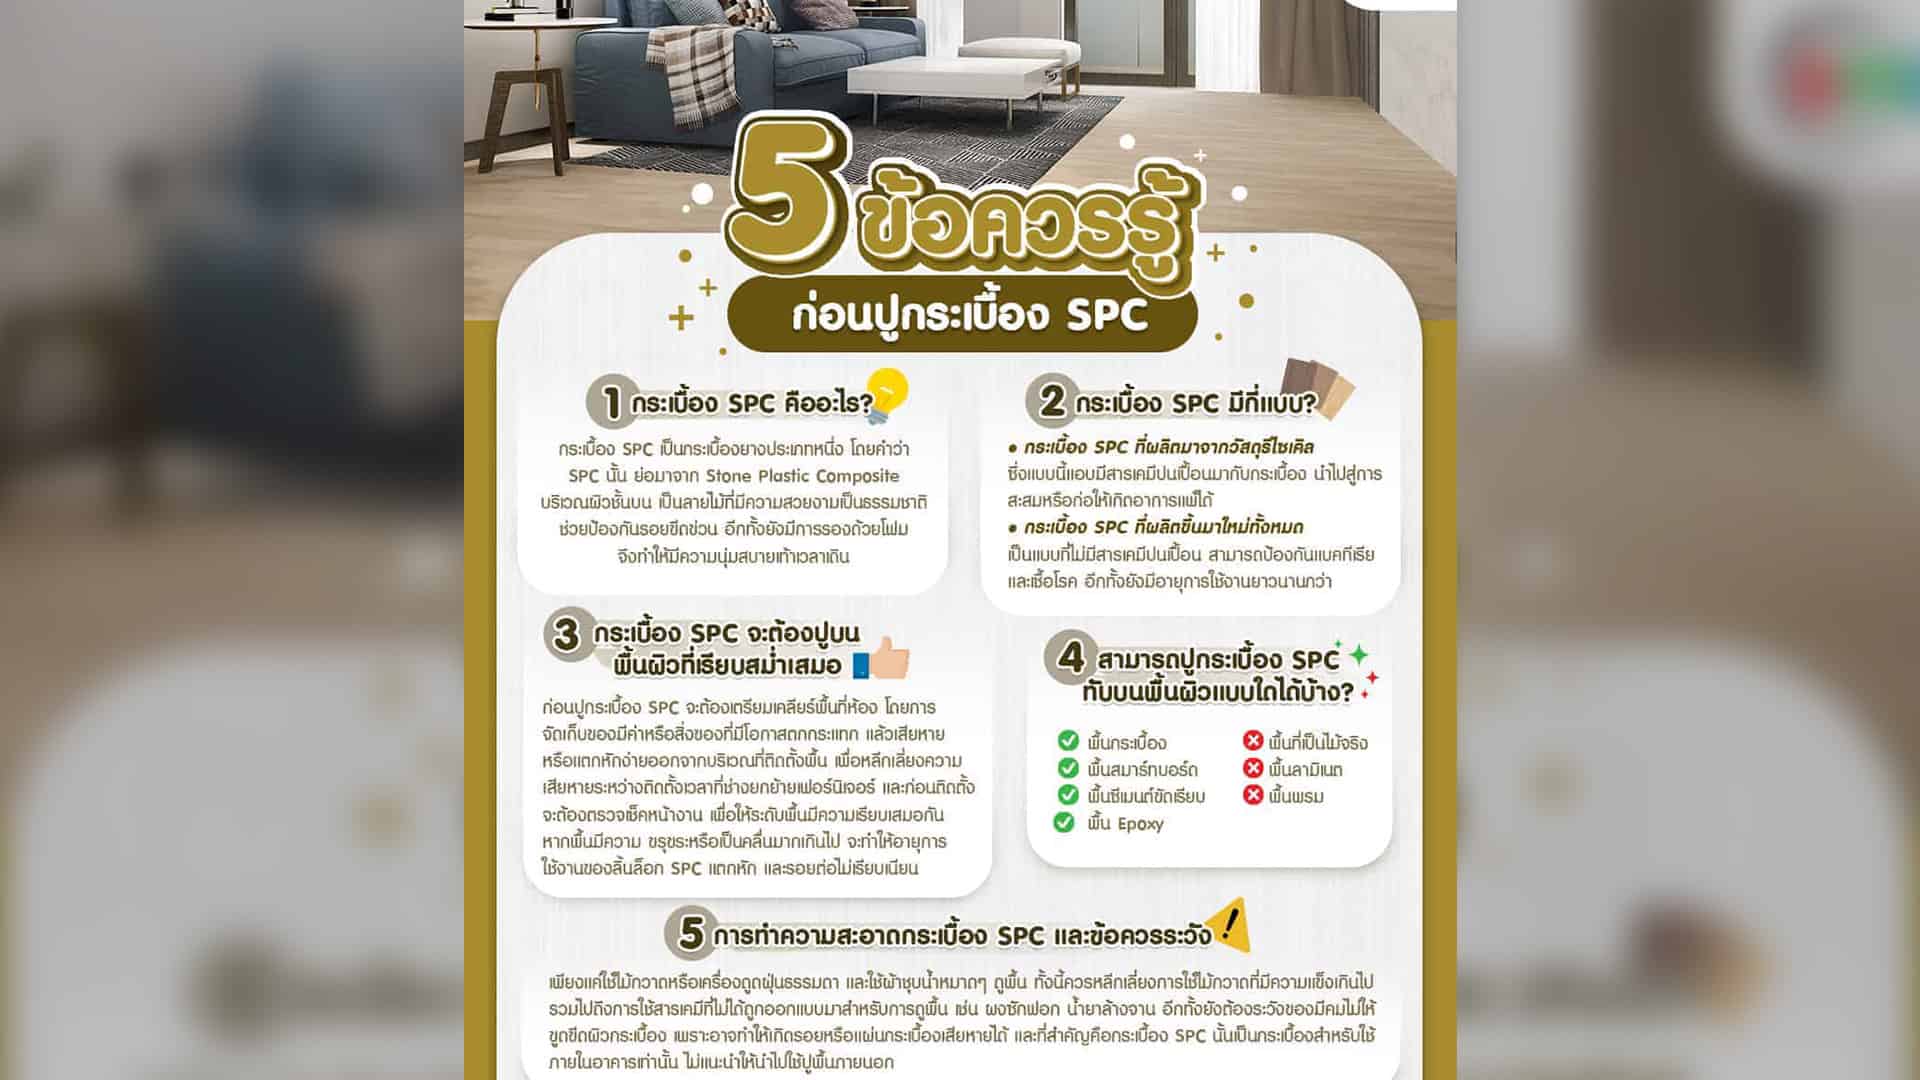 5 ข้อควรรู้
ก่อนปูกระเบื้อง SPC
1 กระเบื้อง SPC คืออะไร?
กระเบื้อง SPC เป็นกระเบื้องยางประเภทหนึ่ง โดยคำว่า
SPC นั้น ย่อมาจาก Stone Plastic Composite
บริเวณผิวชั้นบน เป็นลายไม้ที่มีความสวยงามเป็นธรรมชาติ
ช่วยป้องกันรอยขีดข่วน อีกทั้งยังมีการรองด้วยโฟม
จึงทำให้มีความนุ่มสบายเท้าเวลาเดิน
2 กระเบื้อง SPC มีกี่แบบ?
• กระเบื้อง SPC ที่ผลิตมาจากวัสดุรีไซเคิล
ซึ่งแบบนี้แอบมีสารเคมีปนเปื้อนมากับกระเบื้อง นำไปสู่การ
สะสมหรือก่อให้เกิดอาการแพ้ได้
• กระเบื้อง SPC ที่ผลิตขึ้นมาใหม่ทั้งหมด
เป็นแบบที่ไม่มีสารเคมีปนเปื้อน สามารถป้องกันแบคทีเรีย
และเชื้อโรค อีกทั้งยังมีอายุการใช้งานยาวนานกว่า
3 กระเบื้อง SPC จะต้องปูบน
พื้นผิวที่เรียบสม่ำเสมอ
ก่อนปูกระเบื้อง SPC จะต้องเตรียมเคลียร์พื้นที่ห้อง โดยการ
จัดเก็บของมีค่าหรือสิ่งของที่มีโอกาสตกกระแทก แล้วเสียหาย
หรือแตกหักง่ายออกจากบริเวณที่ติดตั้งพื้น เพื่อหลีกเลี่ยงความ
เสียหายระหว่างติดตั้งเวลาที่ช่างยกย้ายเฟอร์นิเจอร์ และก่อนติดตั้ง
จะต้องตรวจเช็คหน้างาน เพื่อให้ระดับพื้นมีความเรียบเสมอกัน
หากพื้นมีความ ขรุขระหรือเป็นคลื่นมากเกินไป จะทำให้อายุการ
ใช้งานของลิ้นล็อก SPC แตกหัก และรอยต่อไม่เรียบเนียน
4 สามารถปูกระเบื้อง SPC
ทับบนพื้นผิวแบบใดได้บ้าง?
พื้นกระเบื้อง
พื้นสมาร์ทบอร์ด
พื้นซีเมนต์ขัดเรียบ
พื้น Epoxy
พื้นที่เป็นไม้จริง
พื้นลามิเนต
พื้นพรม
5 การทำความสะอาดกระเบื้อง SPC และข้อควรระวัง
เพียงแค่ใช้ไม้กวาดหรือเครื่องดูดฝุ่นธรรมดา และใช้ผ้าชุบน้ำหมาดๆ ถูพื้น ทั้งนี้ควรหลีกเลี่ยงการใช้ไม้กวาดที่มีความแข็งเกินไป
รวมไปถึงการใช้สารเคมีที่ไม่ได้ถูกออกแบบมาสำหรับการถูพื้น เช่น ผงซักฟอก น้ำยาล้างจาน อีกทั้งยังต้องระวังของมีคมไม่ให้
ขูดขีดผิวกระเบื้อง เพราะอาจทำให้เกิดรอยหรือแผ่นกระเบื้องเสียหายได้ และที่สำคัญคือกระเบื้อง SPC นั้นเป็นกระเบื้องสำหรับใช้
ภายในอาคารเท่านั้น ไม่แนะนำให้นำไปใช้ปูพื้นภายนอก